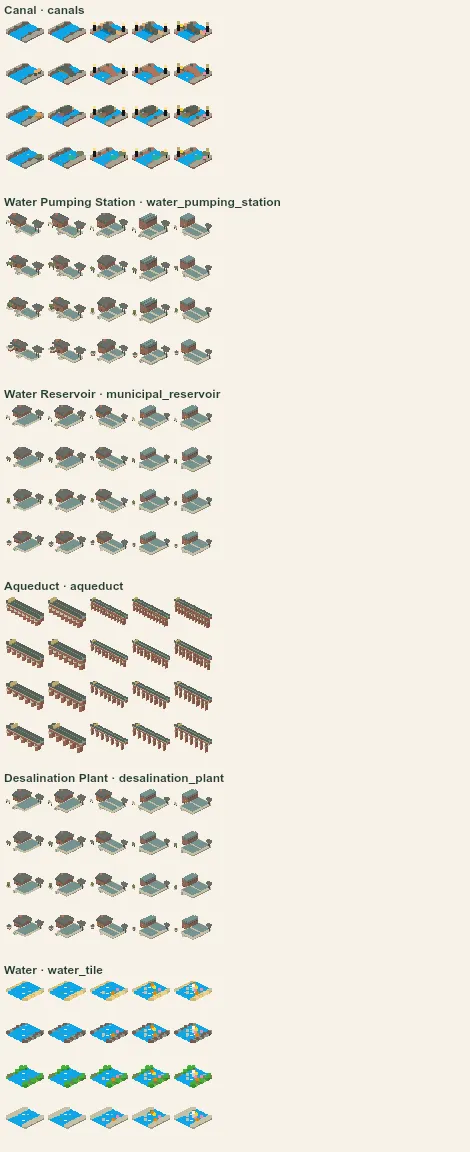 Canal · canals
Water Pumping Station · water_pumping_station
Water Reservoir · municipal_reservoir
Aqueduct · aqueduct
Desalination Plant · desalination_plant
Water · water_tile